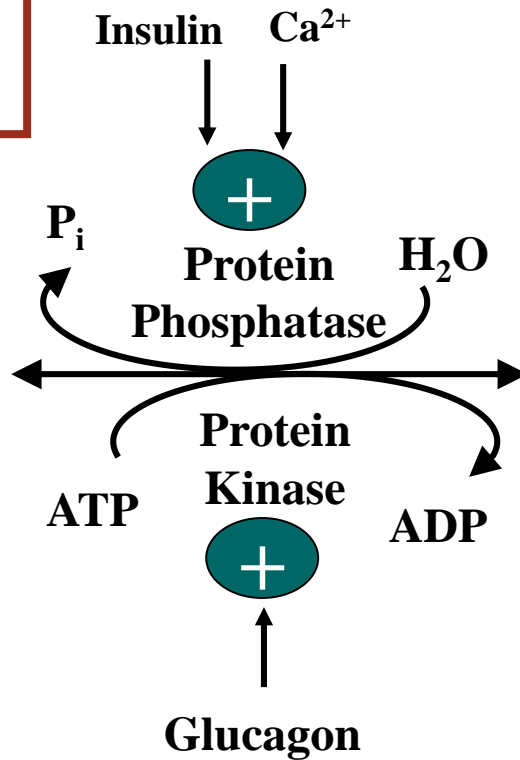 Insulin Ca²⁺
+
Pᵢ
H₂O
Protein
Phosphatase
Protein
Kinase
ATP
ADP
+
Glucagon